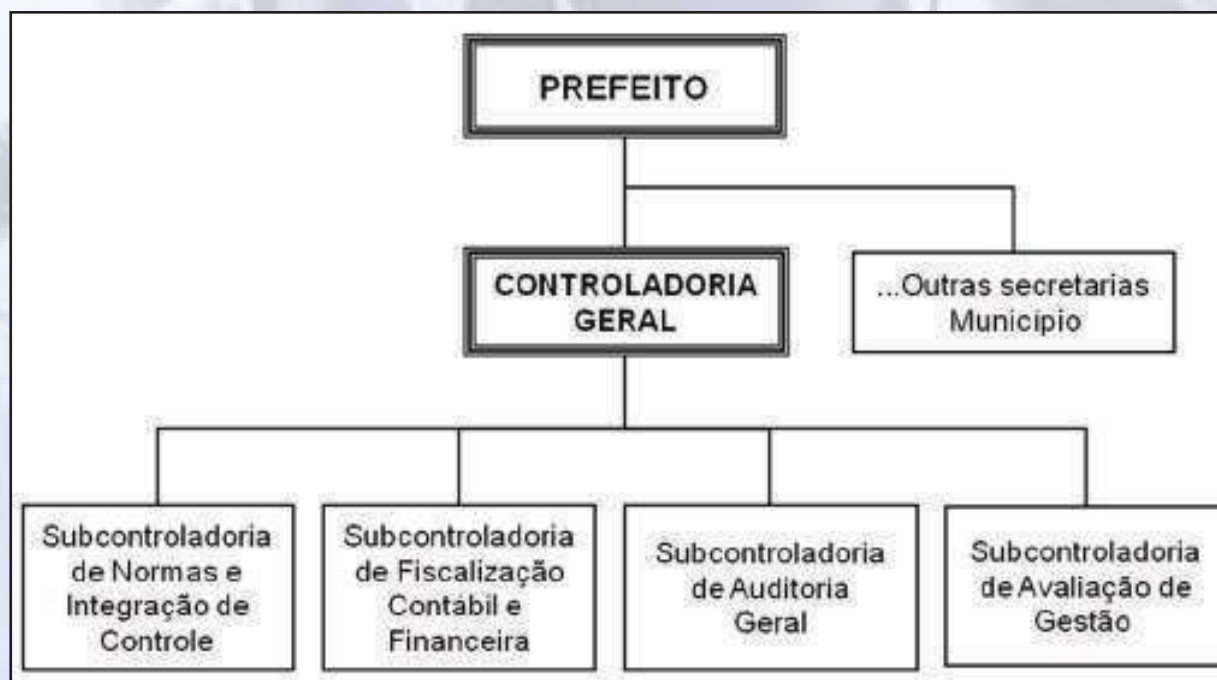 PREFEITO
CONTROLADORIA
GERAL
...Outras secretarias
Município
Subcontroladoria
de Normas e
Integração de
Controle
Subcontroladoria
de Fiscalização
Contábil e
Financeira
Subcontroladoria
de Auditoria
Geral
Subcontroladoria
de Avaliação de
Gestão